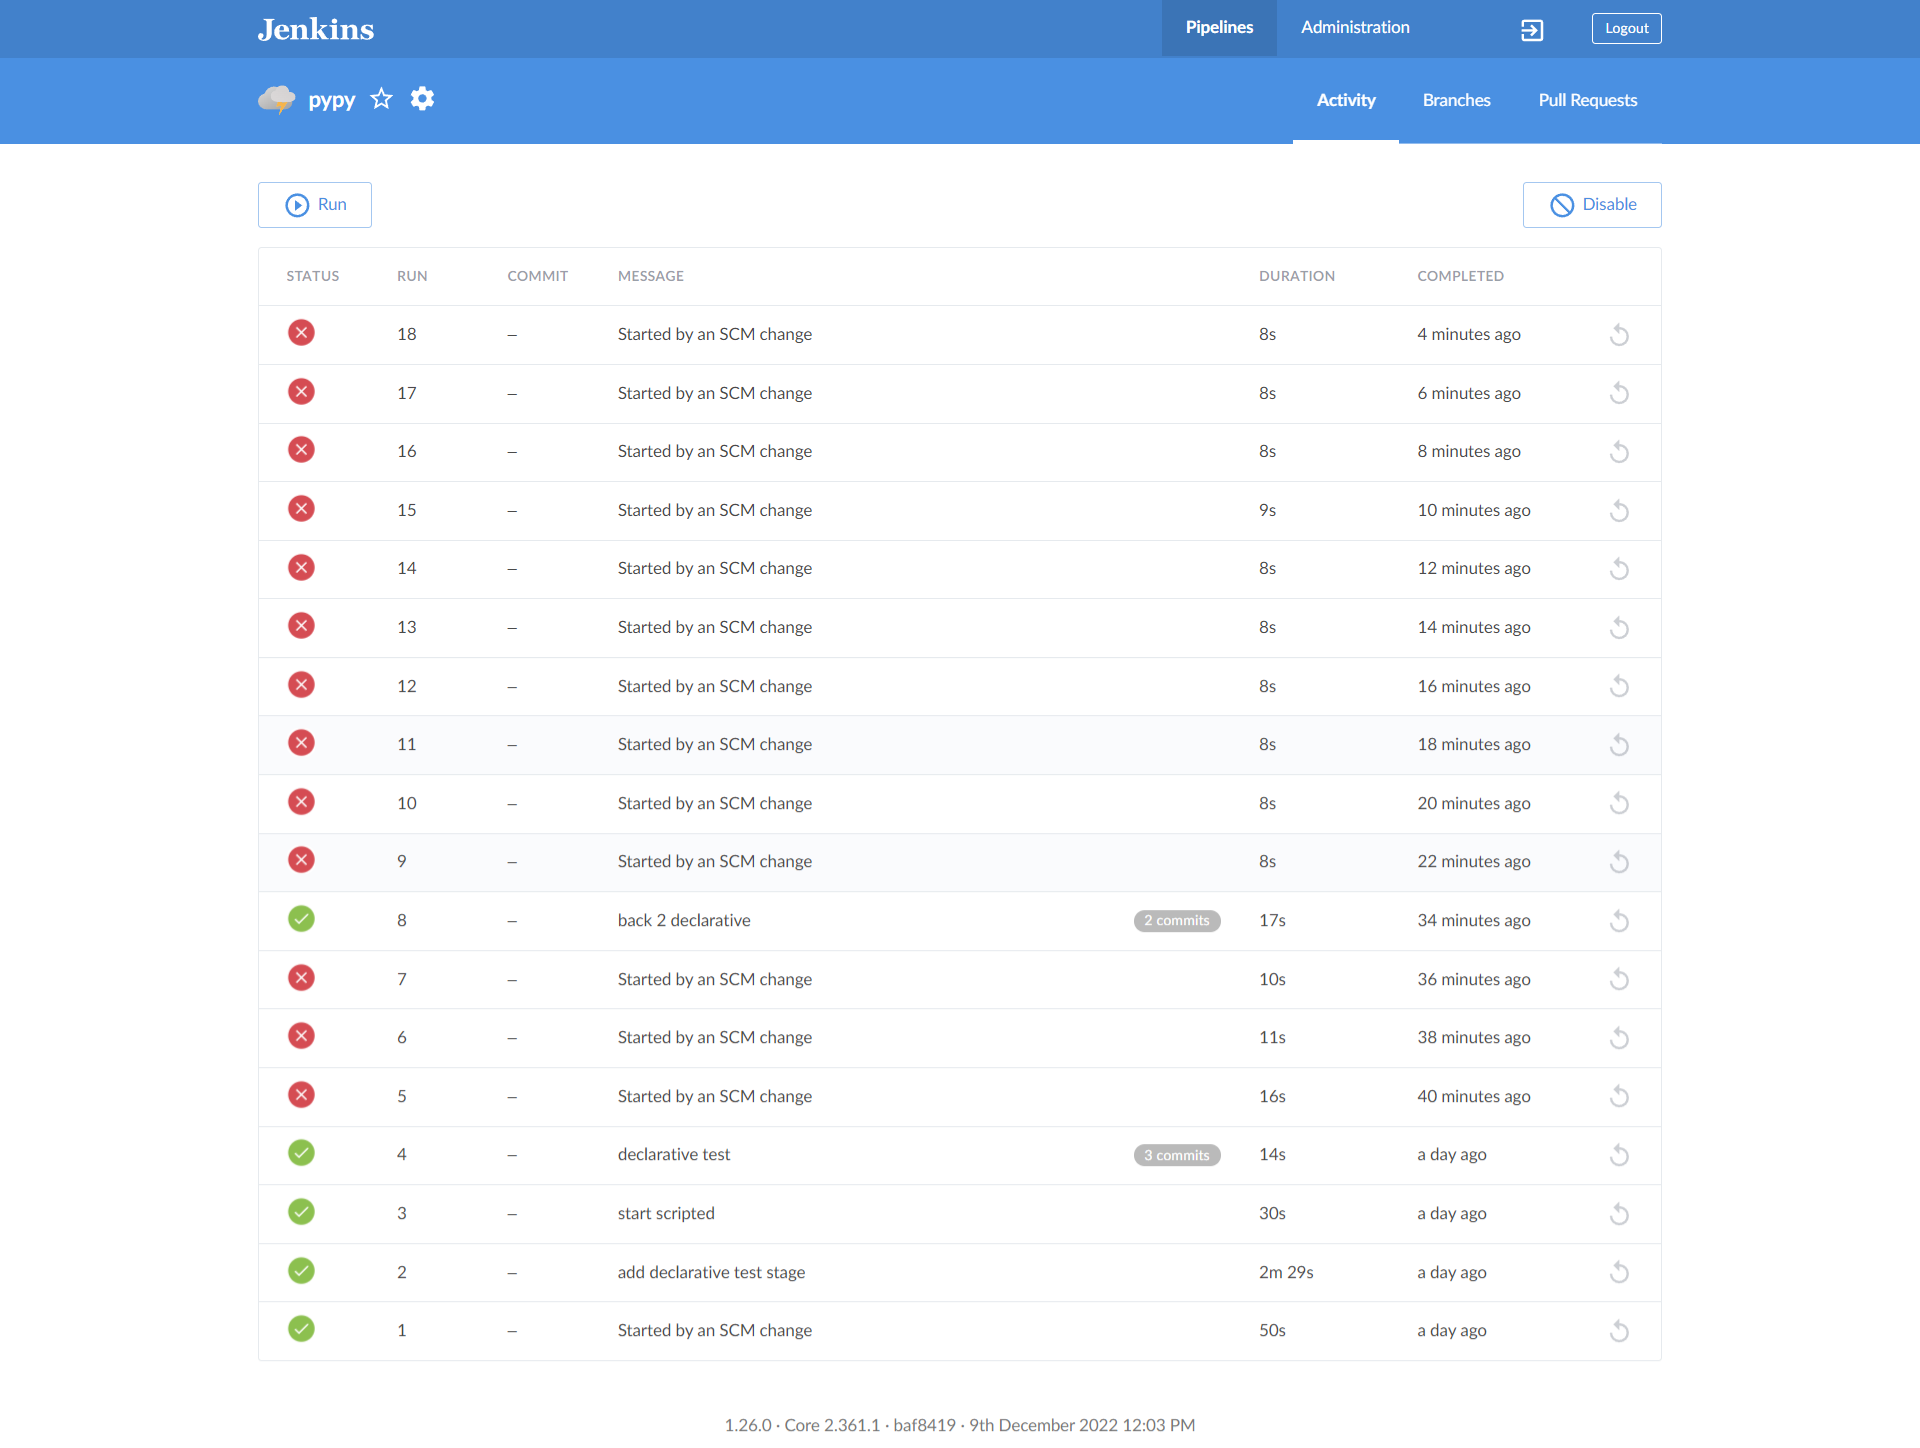 Jenkins Pipelines Administration Logout
pypy Activity Branches Pull Requests
Run Disable
STATUS RUN COMMIT MESSAGE DURATION COMPLETED
18 – Started by an SCM change 8s 4 minutes ago
17 – Started by an SCM change 8s 6 minutes ago
16 – Started by an SCM change 8s 8 minutes ago
15 – Started by an SCM change 9s 10 minutes ago
14 – Started by an SCM change 8s 12 minutes ago
13 – Started by an SCM change 8s 14 minutes ago
12 – Started by an SCM change 8s 16 minutes ago
11 – Started by an SCM change 8s 18 minutes ago
10 – Started by an SCM change 8s 20 minutes ago
9 – Started by an SCM change 8s 22 minutes ago
8 – back 2 declarative 2 commits 17s 34 minutes ago
7 – Started by an SCM change 10s 36 minutes ago
6 – Started by an SCM change 11s 38 minutes ago
5 – Started by an SCM change 16s 40 minutes ago
4 – declarative test 3 commits 14s a day ago
3 – start scripted 30s a day ago
2 – add declarative test stage 2m 29s a day ago
1 – Started by an SCM change 50s a day ago
1.26.0 · Core 2.361.1 · baf8419 · 9th December 2022 12:03 PM